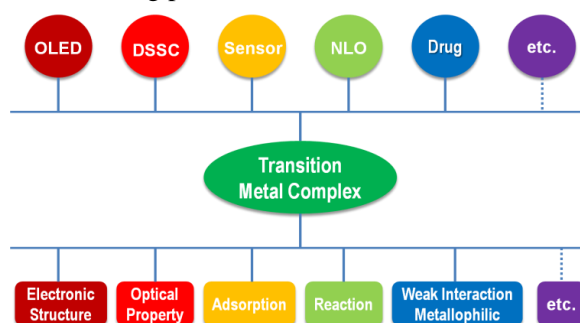 OLED
DSSC
Sensor
NLO
Drug
etc.
Transition
Metal Complex
Electronic
Structure
Optical
Property
Adsorption
Reaction
Weak Interaction
Metallophilic
etc.